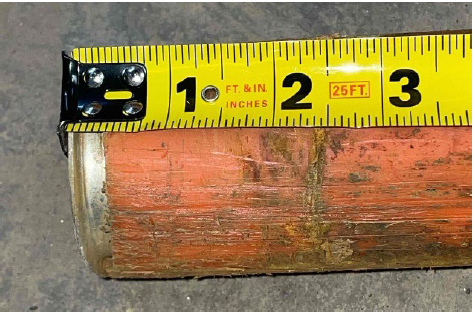 1 FT. & IN. 2 25FT. 3
INCHES